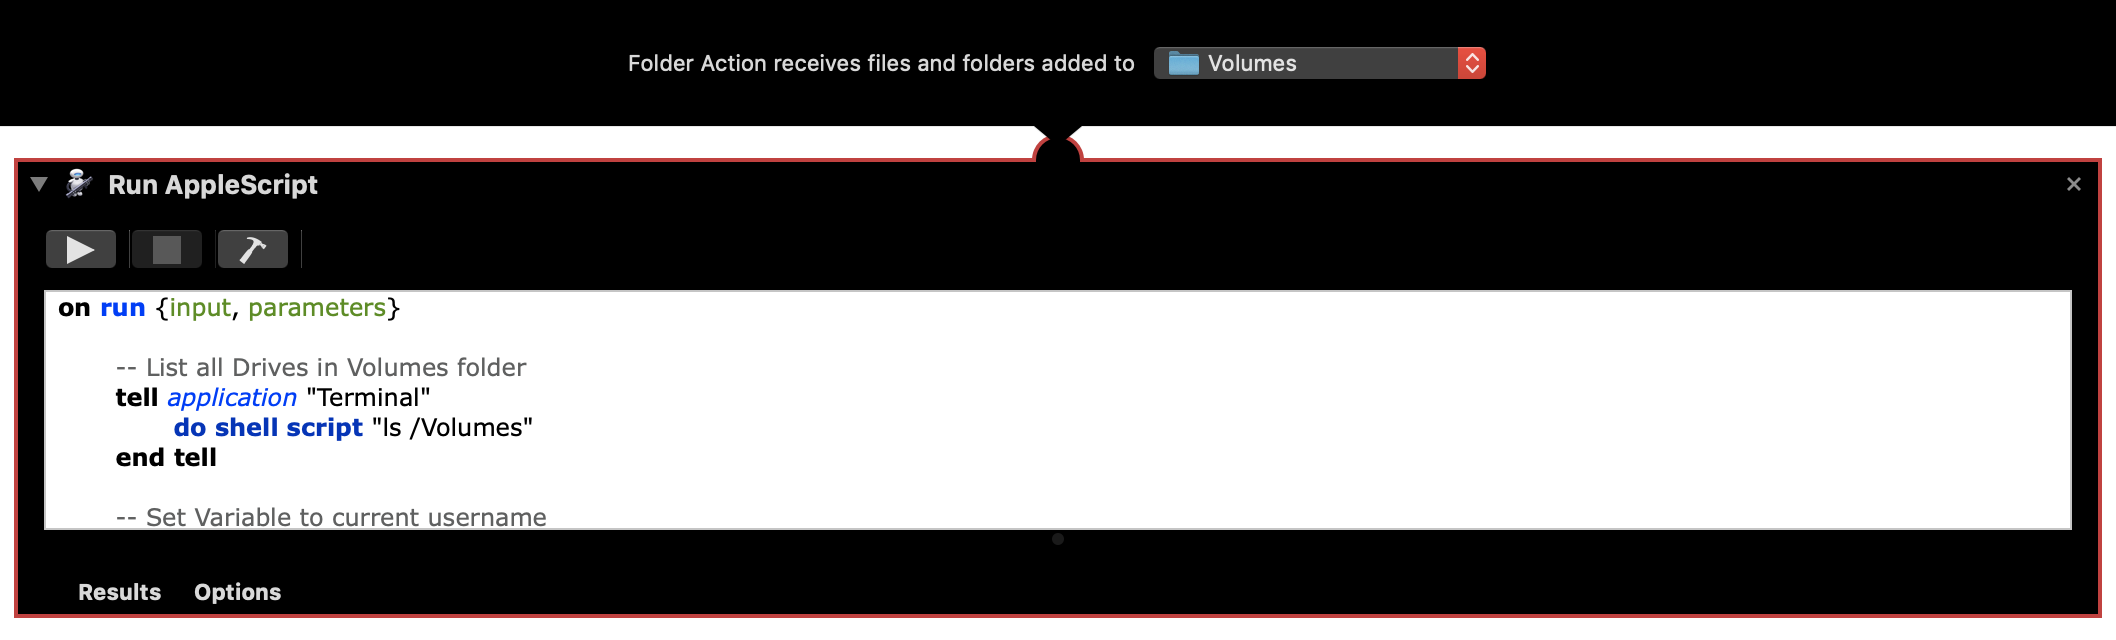 Folder Action receives files and folders added to Volumes
Run AppleScript
on run {input, parameters}
-- List all Drives in Volumes folder
tell application "Terminal"
do shell script "ls /Volumes"
end tell
-- Set Variable to current username
Results Options